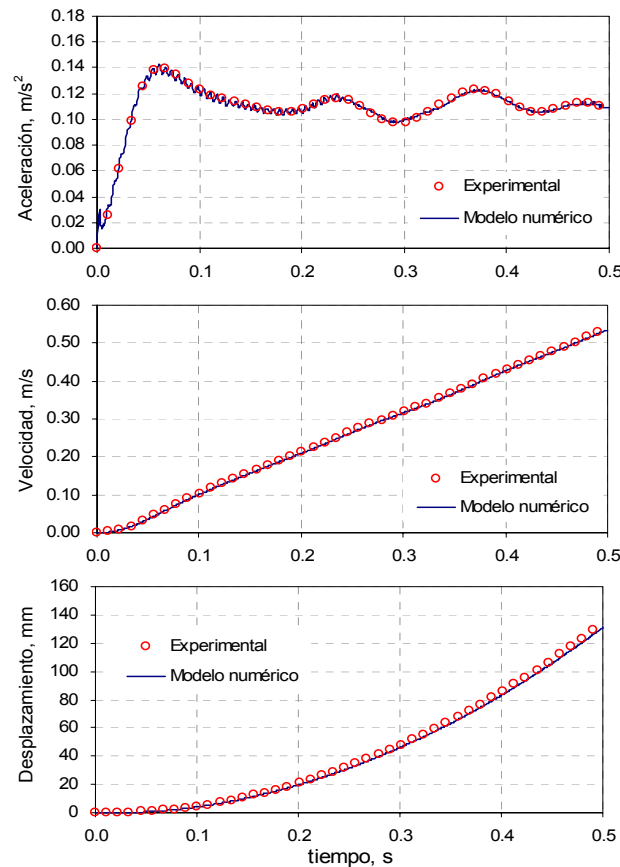 0.18
0.16
0.14
0.12
0.10
0.08
0.06
0.04
0.02
0.00
Aceleración, m/s²
Experimental
Modelo numérico
0.0 0.1 0.2 0.3 0.4 0.5
0.60
0.50
0.40
0.30
0.20
0.10
0.00
Velocidad, m/s
Experimental
Modelo numérico
0.0 0.1 0.2 0.3 0.4 0.5
160
140
120
100
80
60
40
20
0
Desplazamiento, mm
Experimental
Modelo numérico
0.0 0.1 0.2 0.3 0.4 0.5
tiempo, s